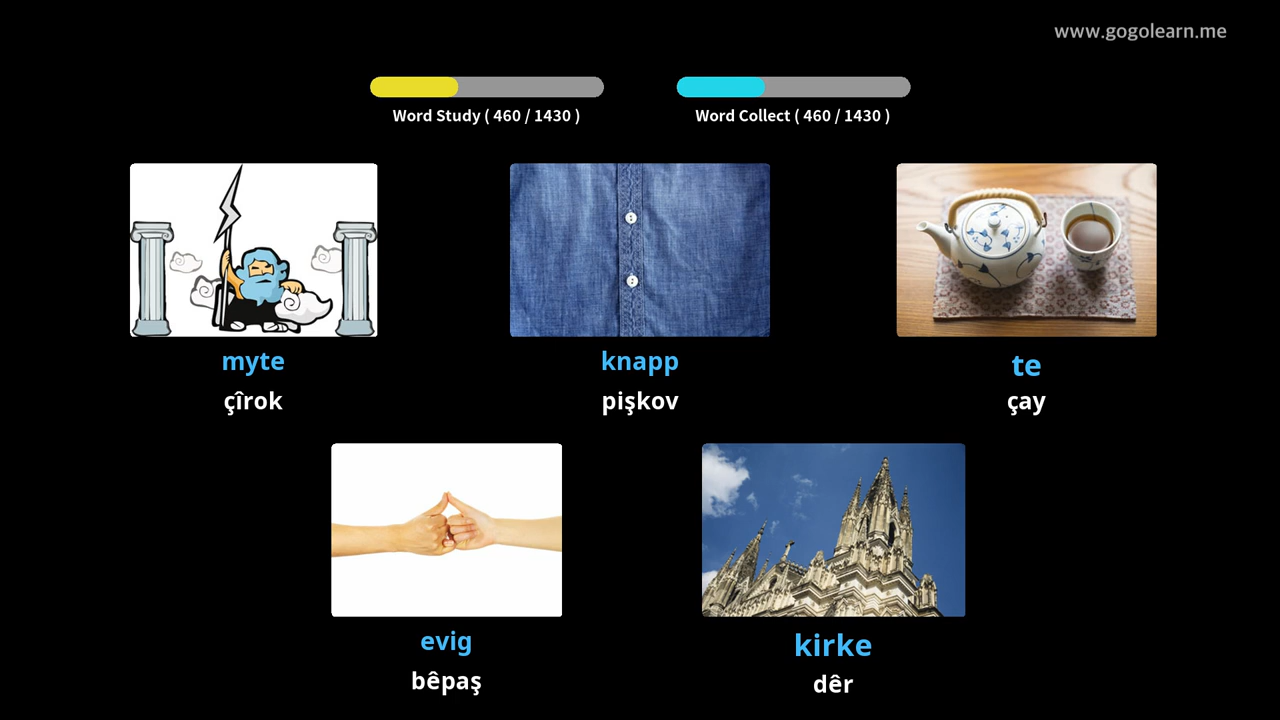 www.gogolearn.me
Word Study ( 460 / 1430 )
Word Collect ( 460 / 1430 )
myte
çîrok
knapp
pişkov
te
çay
evig
bêpaş
kirke
dêr